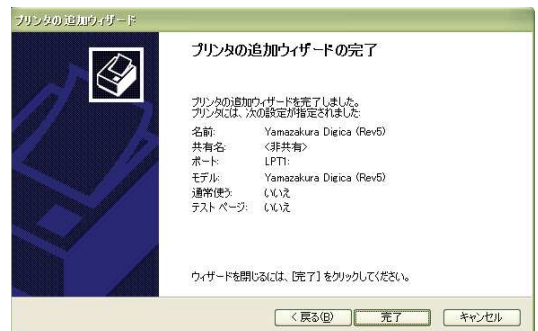 プリンタの追加ウィザード
プリンタの追加ウィザードの完了
プリンタの追加ウィザードを完了しました。
プリンタには、次の設定が指定されました:
名前: Yamazakura Digica (Rev5)
共有名: <非共有>
ポート: LPT1:
モデル: Yamazakura Digica (Rev5)
通常使う: いいえ
テスト ページ: いいえ
ウィザードを閉じるには、[完了] をクリックしてください。
< 戻る(B) 完了 キャンセル